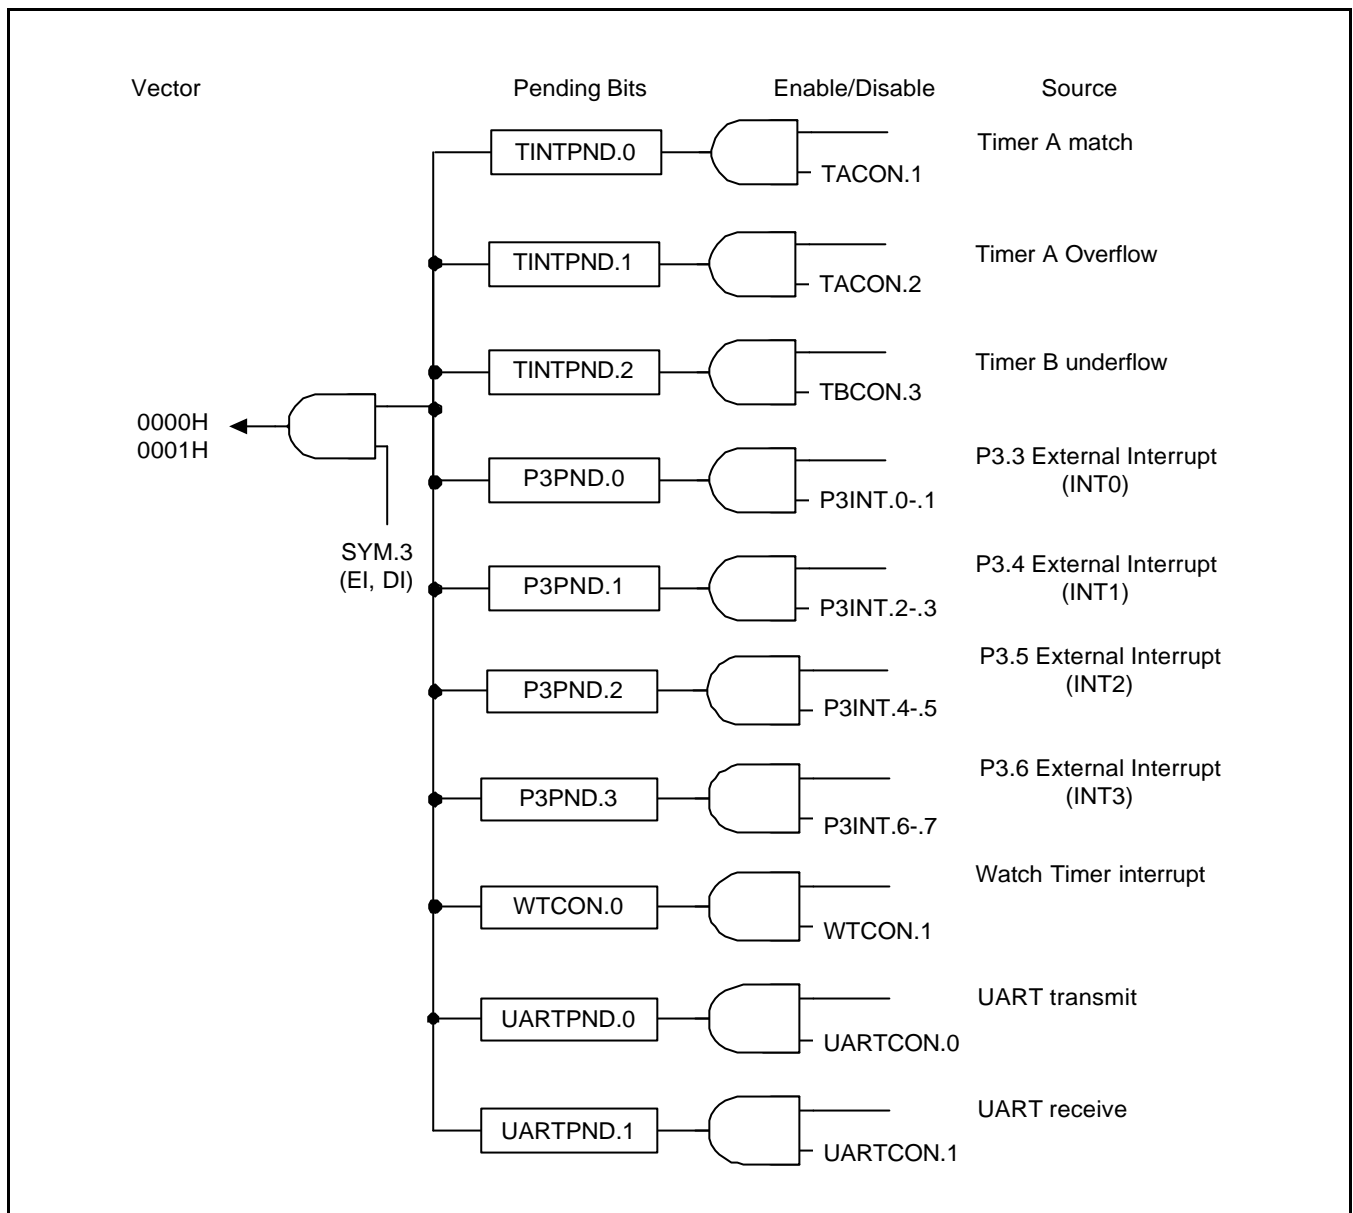 Vector Pending Bits Enable/Disable Source
TINTPND.0 TACON.1 Timer A match
TINTPND.1 TACON.2 Timer A Overflow
TINTPND.2 TBCON.3 Timer B underflow
0000H
0001H
SYM.3
(EI, DI)
P3PND.0 P3INT.0-.1 P3.3 External Interrupt
(INT0)
P3PND.1 P3INT.2-.3 P3.4 External Interrupt
(INT1)
P3PND.2 P3INT.4-.5 P3.5 External Interrupt
(INT2)
P3PND.3 P3INT.6-.7 P3.6 External Interrupt
(INT3)
WTCON.0 WTCON.1 Watch Timer interrupt
UARTPND.0 UARTCON.0 UART transmit
UARTPND.1 UARTCON.1 UART receive